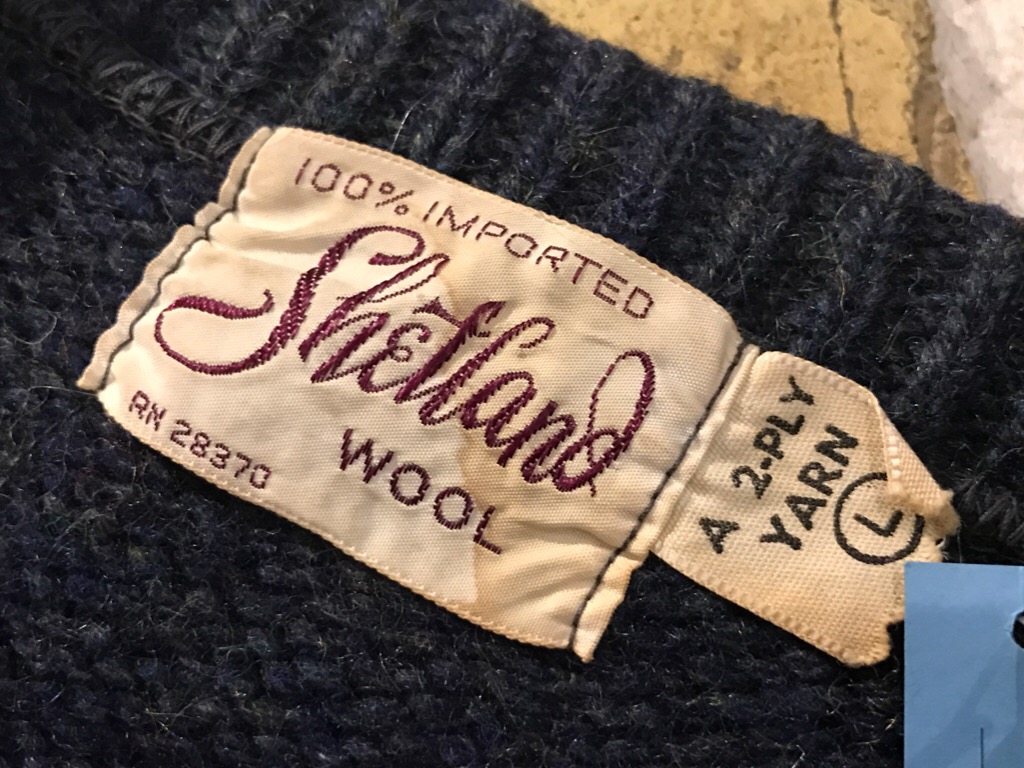 100% IMPORTED
Shetland
WOOL
RN 28370
A 2-PLY
YARN
L